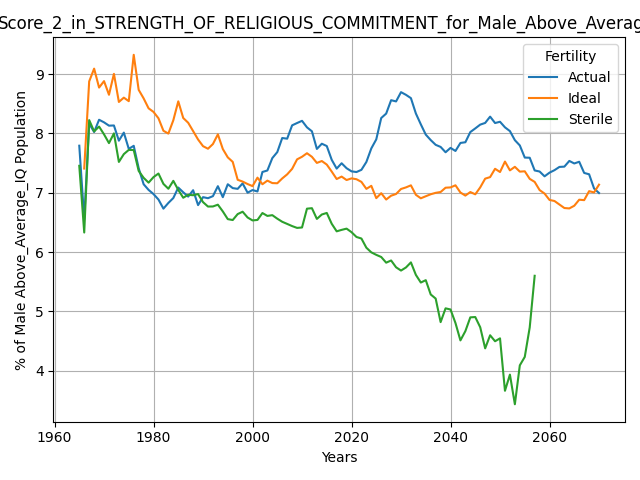 Score_2_in_STRENGTH_OF_RELIGIOUS_COMMITMENT_for_Male_Above_Averag
% of Male Above_Average_IQ Population
9
8
7
6
5
4
Fertility
Actual
Ideal
Sterile
1960 1980 2000 2020 2040 2060
Years